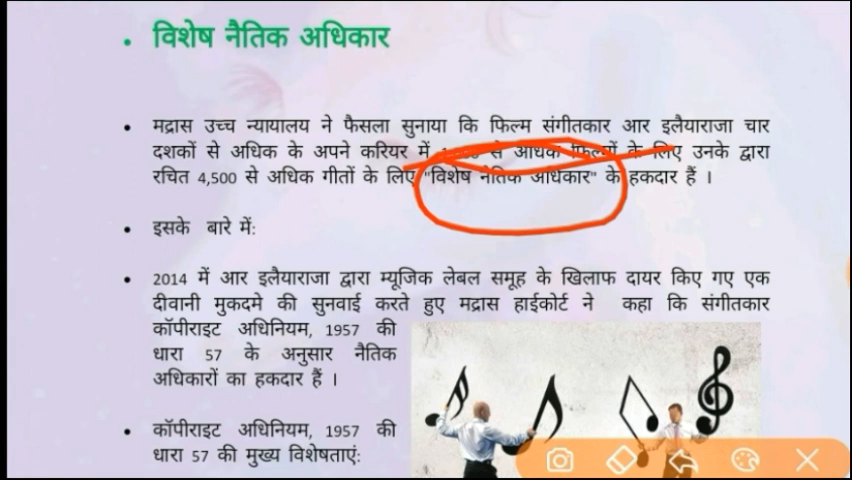 विशेष नैतिक अधिकार
मद्रास उच्च न्यायालय ने फैसला सुनाया कि फिल्म संगीतकार आर इलैयाराजा चार
दशकों से अधिक के अपने करियर में से अधिक फिल्मों के लिए उनके द्वारा
रचित 4,500 से अधिक गीतों के लिए "विशेष नैतिक अधिकार" के हकदार हैं ।
इसके बारे में:
2014 में आर इलैयाराजा द्वारा म्यूजिक लेबल समूह के खिलाफ दायर किए गए एक
दीवानी मुकदमे की सुनवाई करते हुए मद्रास हाईकोर्ट ने कहा कि संगीतकार
कॉपीराइट अधिनियम, 1957 की
धारा 57 के अनुसार नैतिक
अधिकारों का हकदार हैं ।
कॉपीराइट अधिनियम, 1957 की
धारा 57 की मुख्य विशेषताएं: